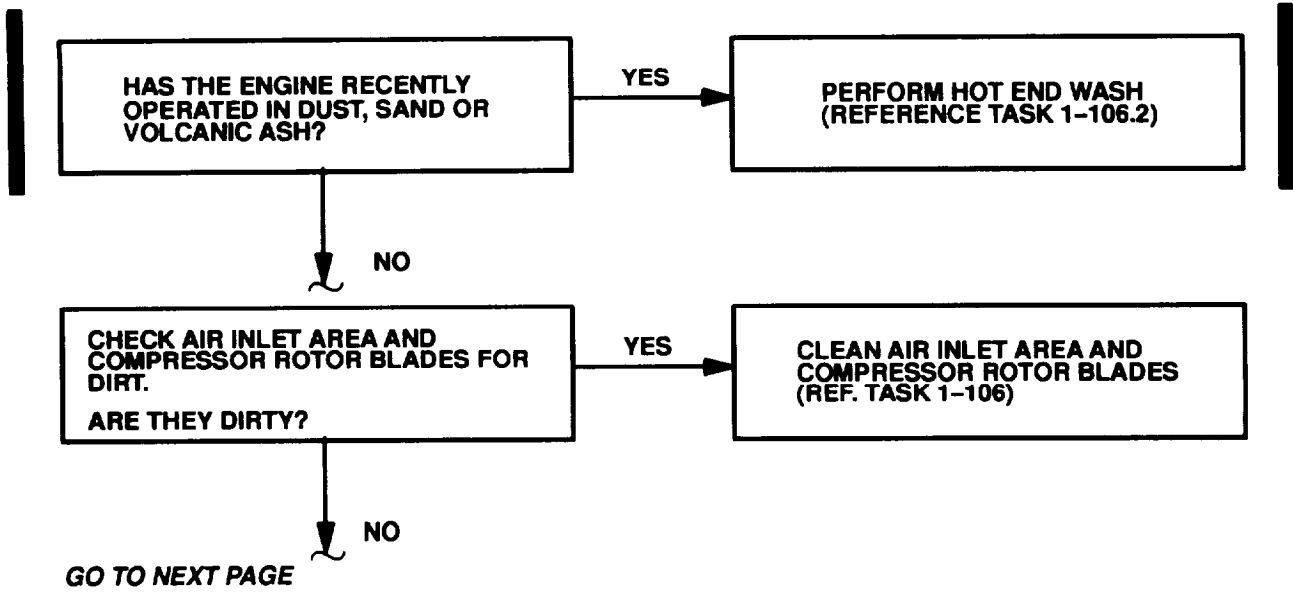 HAS THE ENGINE RECENTLY
OPERATED IN DUST, SAND OR
VOLCANIC ASH?
YES
PERFORM HOT END WASH
(REFERENCE TASK 1–106.2)
NO
CHECK AIR INLET AREA AND
COMPRESSOR ROTOR BLADES FOR
DIRT.
ARE THEY DIRTY?
YES
CLEAN AIR INLET AREA AND
COMPRESSOR ROTOR BLADES
(REF. TASK 1–106)
NO
GO TO NEXT PAGE